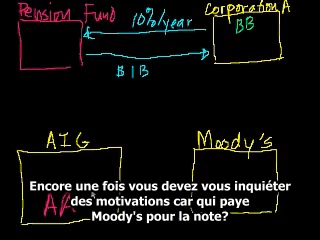 Pension Fund
10%/year
Corporation A
BB
$1B
AIG
Moody's
AA
Encore une fois vous devez vous inquiéter
des motivations car qui paye
Moody's pour la note?